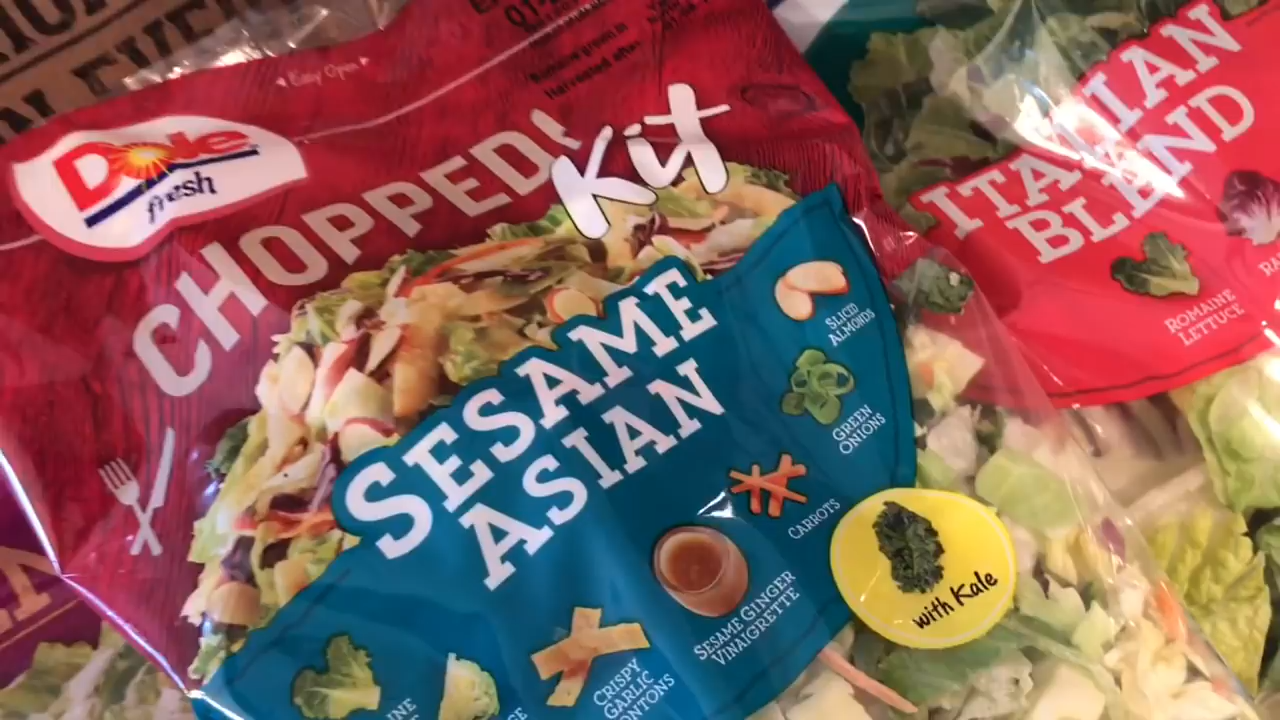 Easy Open
Dole
fresh
CHOPPED!
Kit
SESAME
ASIAN
SLICED
ALMONDS
GREEN
ONIONS
CARROTS
SESAME GINGER
VINAIGRETTE
CRISPY
GARLIC
with Kale
ITALIAN
BLEND
ROMAINE
LETTUCE